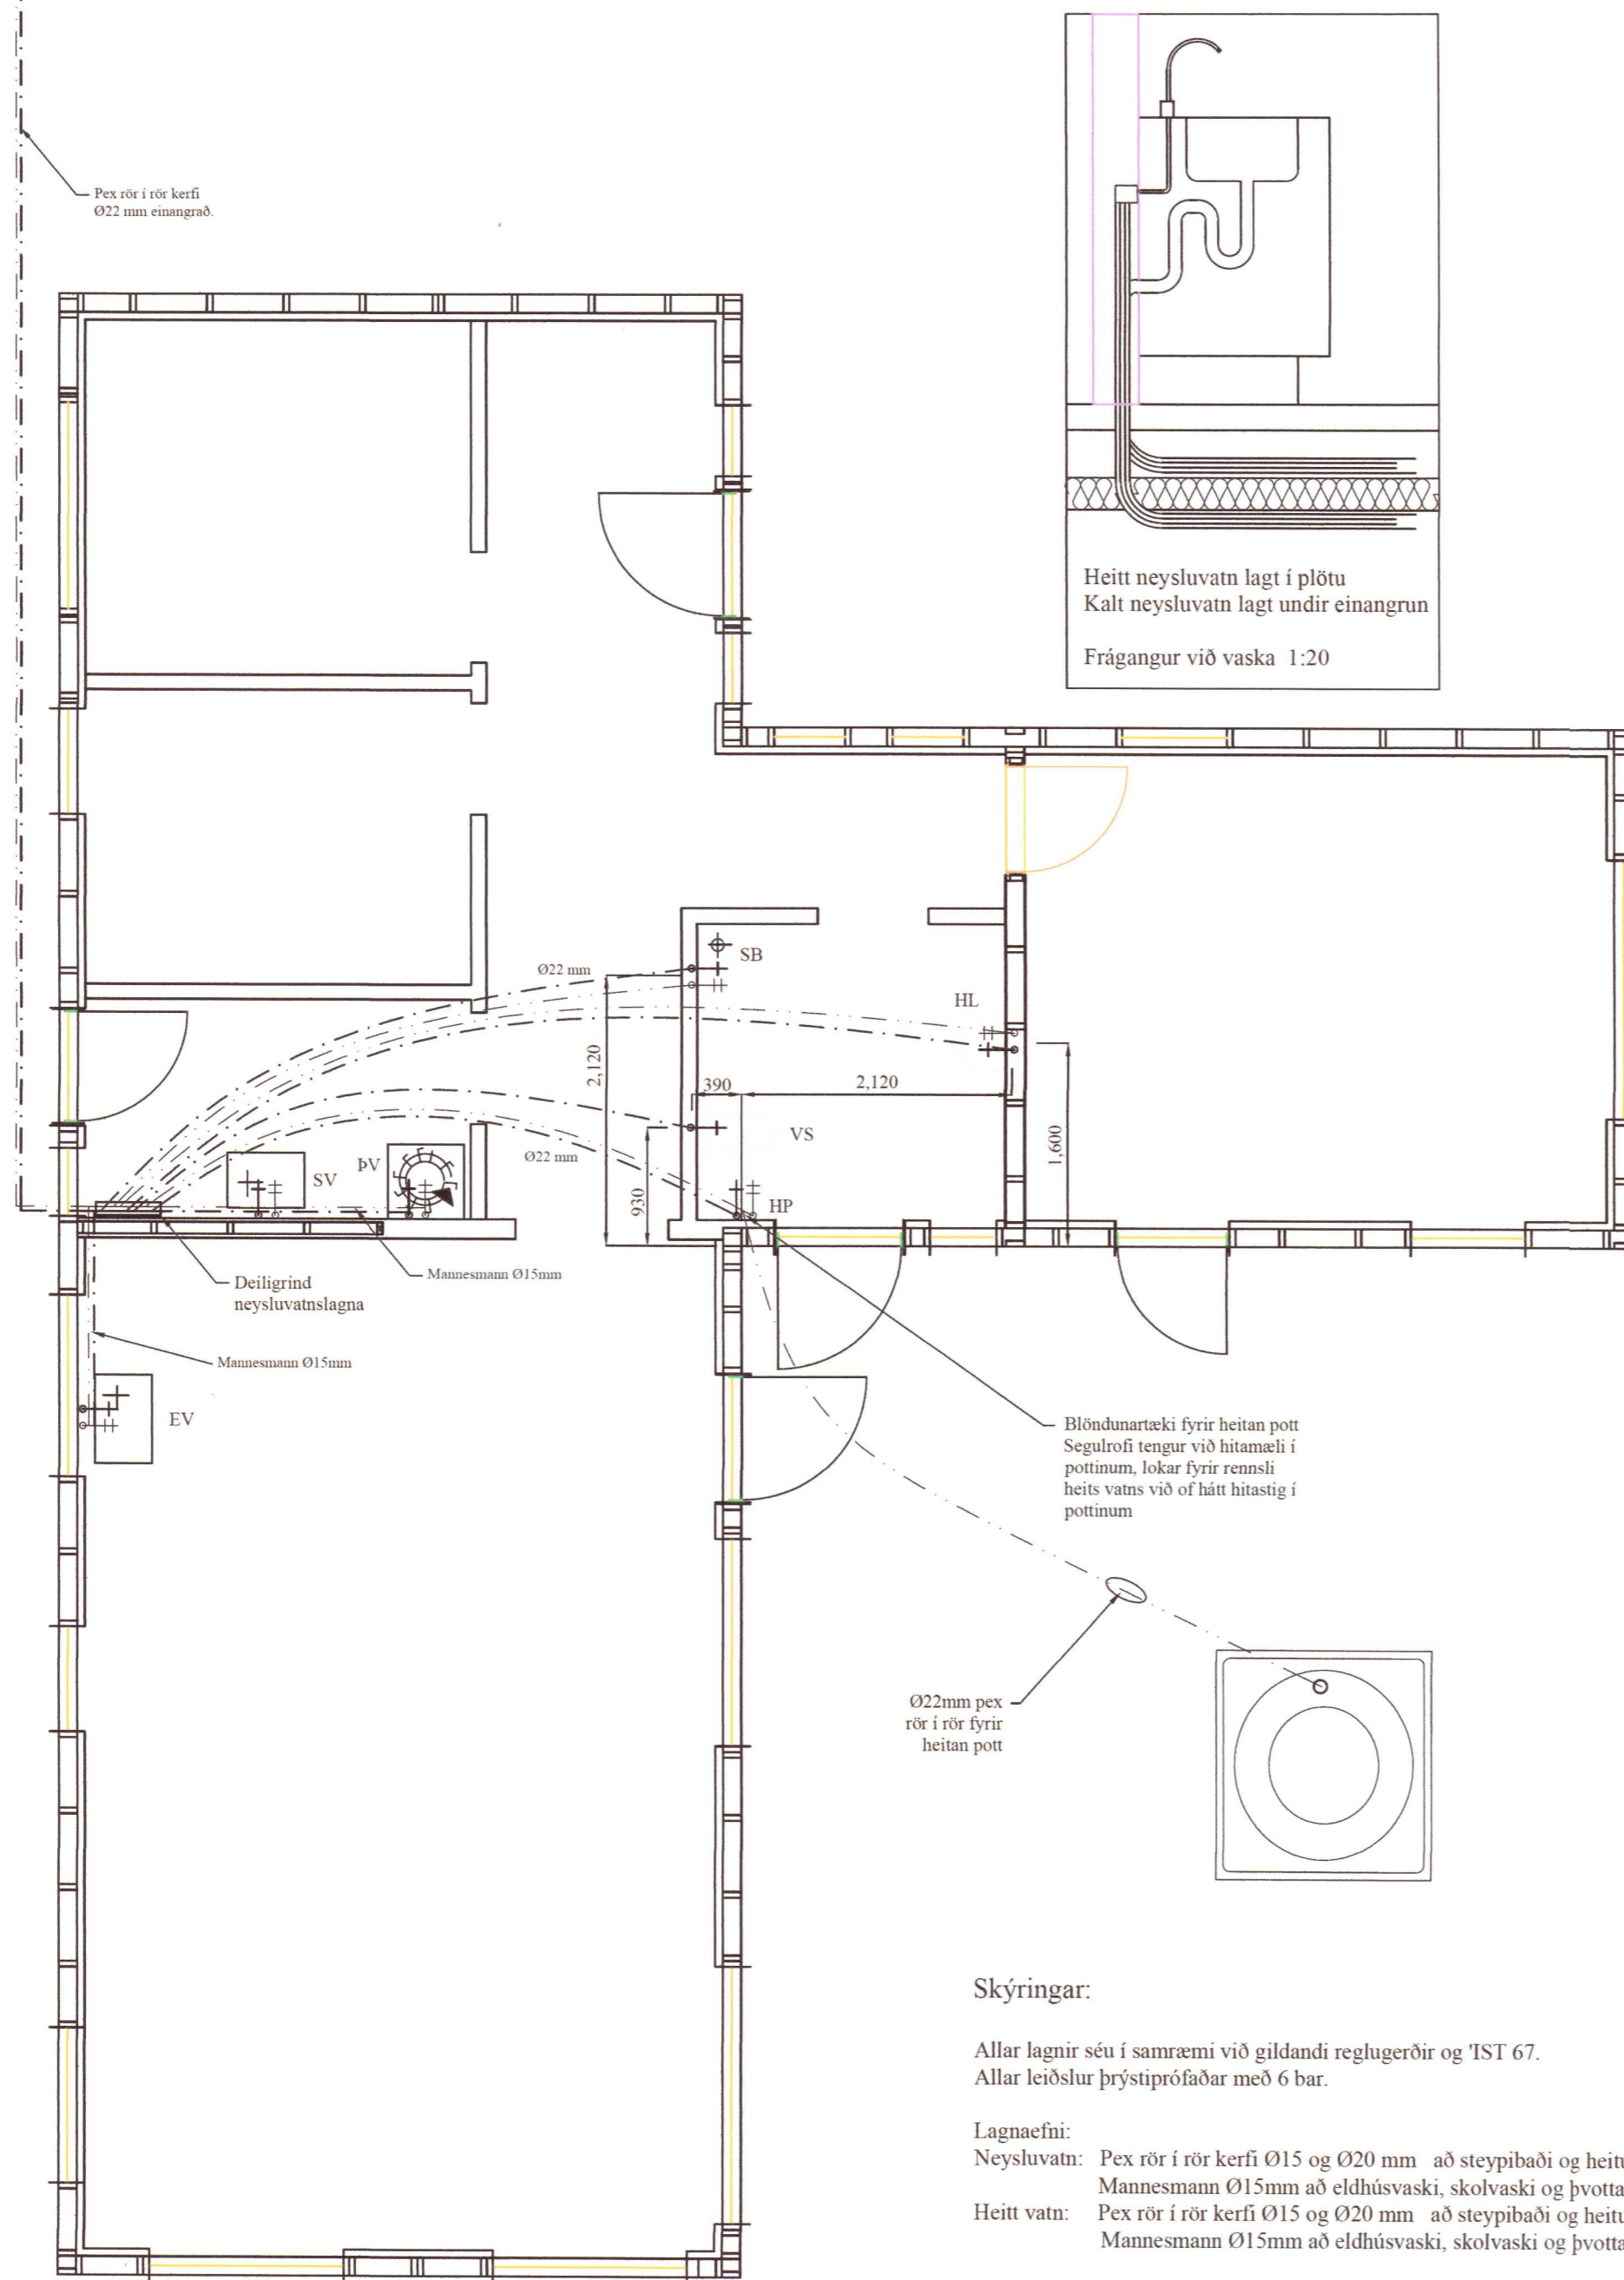 Pex rör í rör kerfi
Ø22 mm einangrað.
Heitt neysluvatn lagt í plötu
Kalt neysluvatn lagt undir einangrun
Frágangur við vaska 1:20
Ø22 mm
SB
HL
2,120
390
2,120
VS
1,600
930
Ø22 mm
ÞV
SV
HP
Mannesmann Ø15mm
Deiligrind
neysluvatnslagna
Mannesmann Ø15mm
EV
Blöndunartæki fyrir heitan pott
Segulrofi tengur við hitamæli í
pottinum, lokar fyrir rennsli
heits vatns við of hátt hitastig í
pottinum
Ø22mm pex
rör í rör fyrir
heitan pott
Skýringar:
Allar lagnir séu í samræmi við gildandi reglugerðir og 'IST 67.
Allar leiðslur þrýstiprófaðar með 6 bar.
Lagnaefni:
Neysluvatn: Pex rör í rör kerfi Ø15 og Ø20 mm að steypibaði og heitu
Mannesmann Ø15mm að eldhúsvaski, skolvaski og þvotta
Heitt vatn: Pex rör í rör kerfi Ø15 og Ø20 mm að steypibaði og heitu
Mannesmann Ø15mm að eldhúsvaski, skolvaski og þvotta